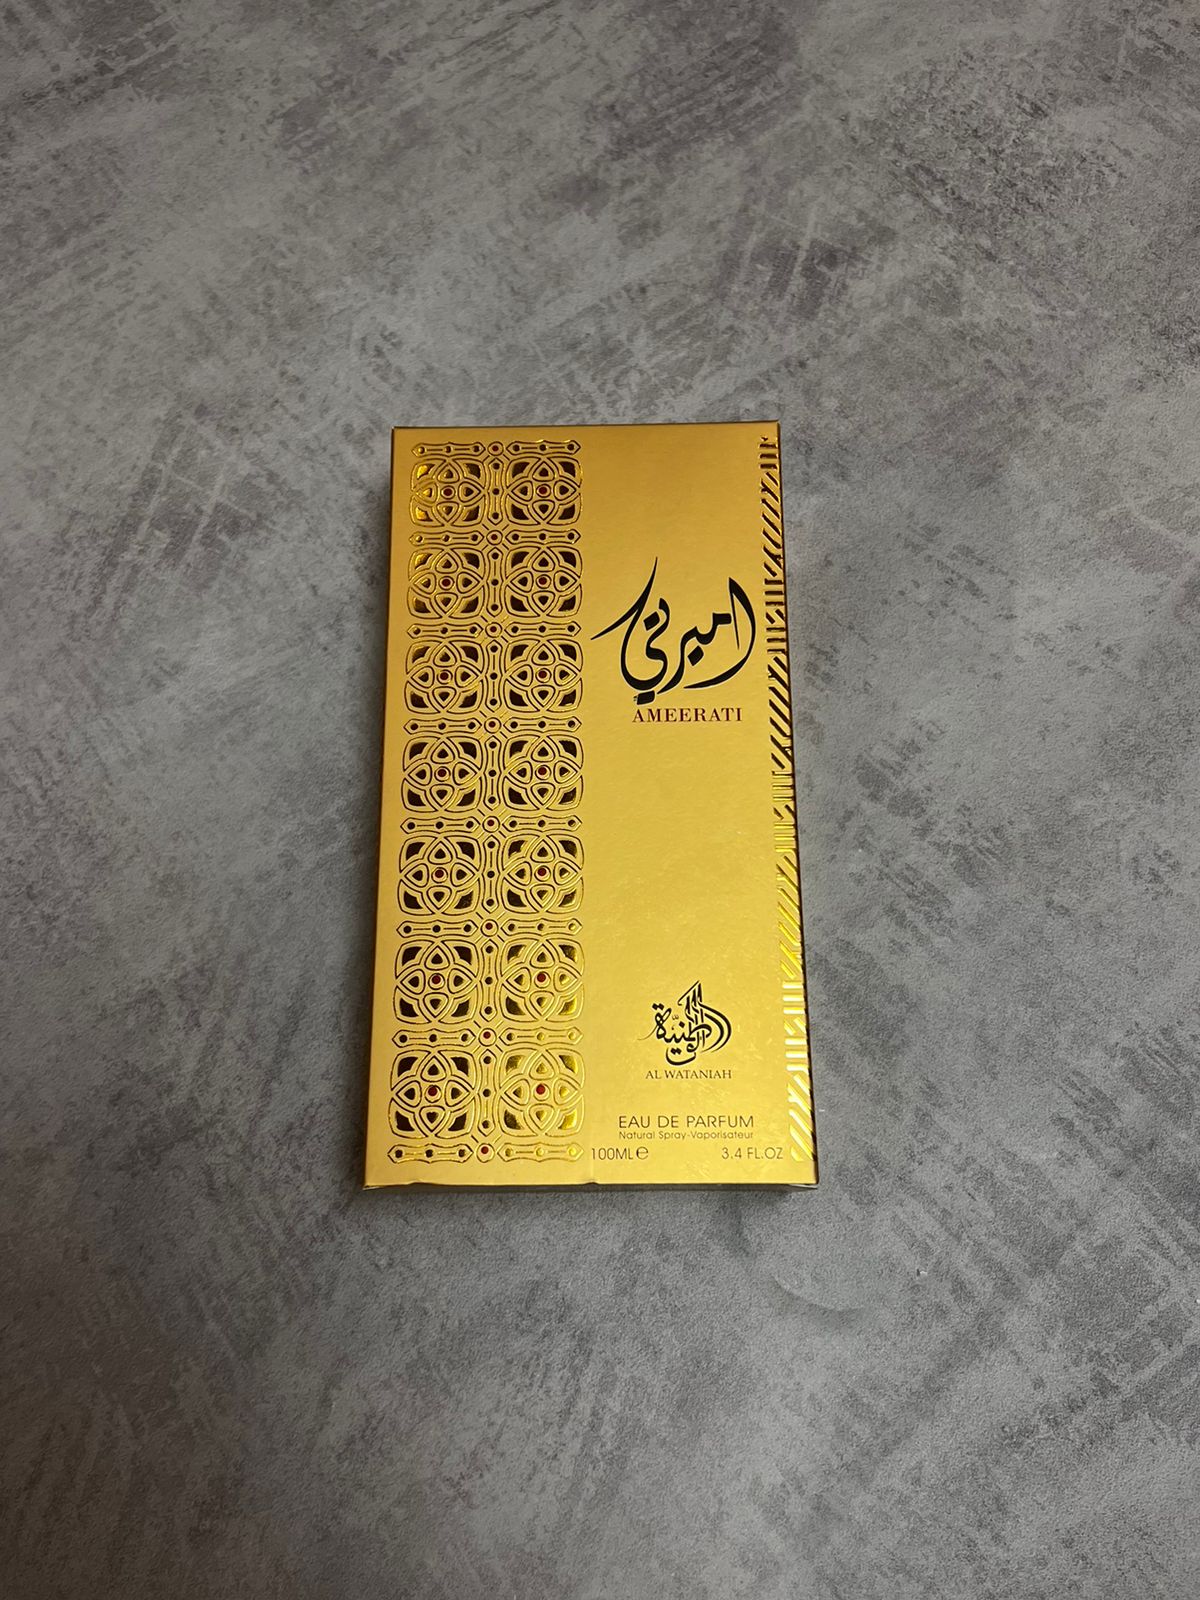 اميرتي
AMEERATI
الوطنية
AL WATANIAH
EAU DE PARFUM
Natural Spray-Vaporisateur
100ML℮ 3.4 FL.OZ